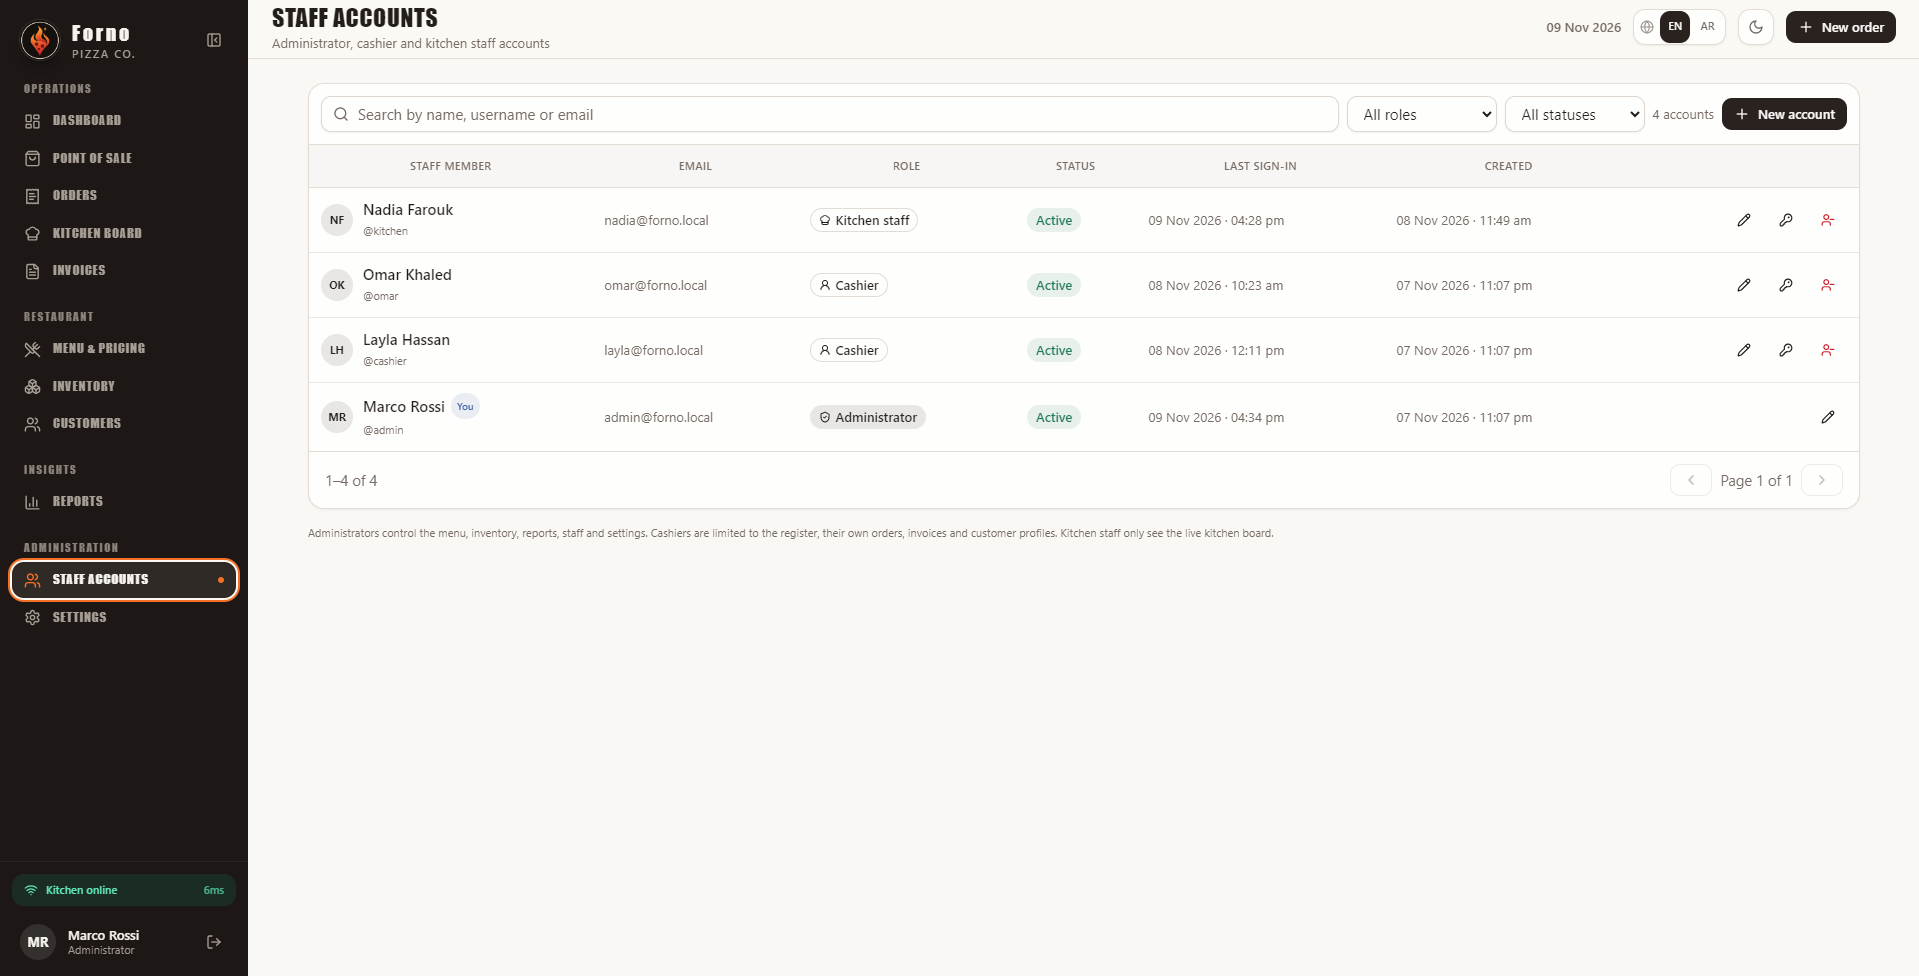 Forno
PIZZA CO.
OPERATIONS
DASHBOARD
POINT OF SALE
ORDERS
KITCHEN BOARD
INVOICES
RESTAURANT
MENU & PRICING
INVENTORY
CUSTOMERS
INSIGHTS
REPORTS
ADMINISTRATION
STAFF ACCOUNTS
SETTINGS
Kitchen online 6ms
MR Marco Rossi
Administrator
STAFF ACCOUNTS
Administrator, cashier and kitchen staff accounts
09 Nov 2026 EN AR New order
Search by name, username or email All roles All statuses 4 accounts New account
STAFF MEMBER EMAIL ROLE STATUS LAST SIGN-IN CREATED
NF Nadia Farouk nadia@forno.local Kitchen staff Active 09 Nov 2026 · 04:28 pm 08 Nov 2026 · 11:49 am
@kitchen
OK Omar Khaled omar@forno.local Cashier Active 08 Nov 2026 · 10:23 am 07 Nov 2026 · 11:07 pm
@omar
LH Layla Hassan layla@forno.local Cashier Active 08 Nov 2026 · 12:11 pm 07 Nov 2026 · 11:07 pm
@cashier
MR Marco Rossi You admin@forno.local Administrator Active 09 Nov 2026 · 04:34 pm 07 Nov 2026 · 11:07 pm
@admin
1–4 of 4 Page 1 of 1
Administrators control the menu, inventory, reports, staff and settings. Cashiers are limited to the register, their own orders, invoices and customer profiles. Kitchen staff only see the live kitchen board.